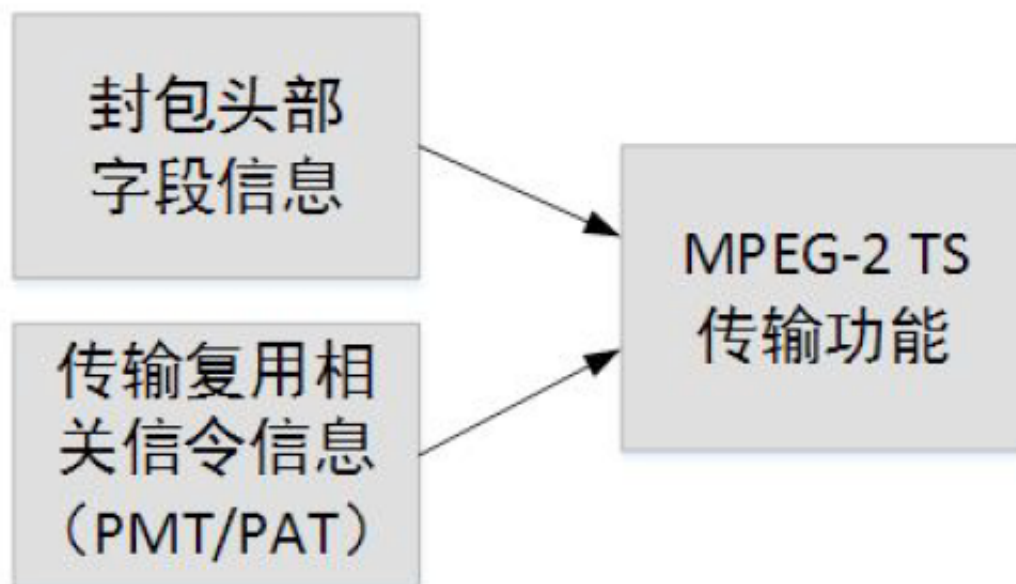 封包头部
字段信息
MPEG-2 TS
传输功能
传输复用相
关信令信息
（PMT/PAT）